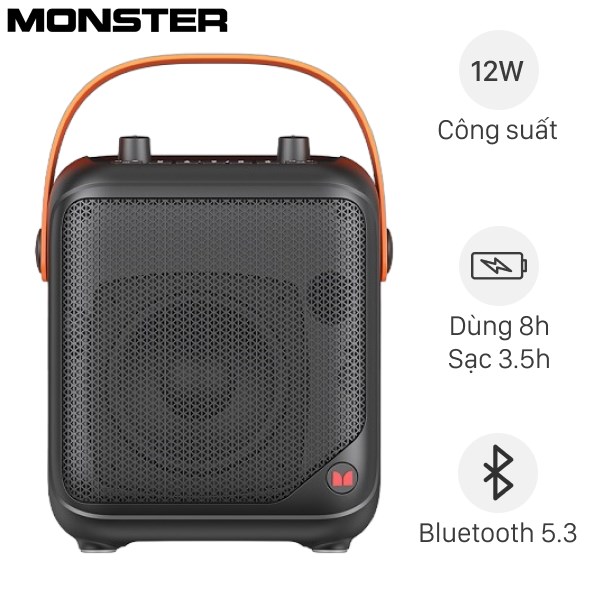 MONSTER
12W
Công suất
Dùng 8h
Sạc 3.5h
Bluetooth 5.3